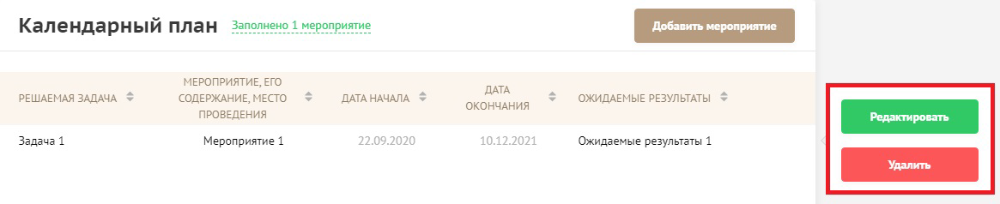 Календарный план Заполнено 1 мероприятие Добавить мероприятие
РЕШАЕМАЯ ЗАДАЧА
МЕРОПРИЯТИЕ, ЕГО
СОДЕРЖАНИЕ, МЕСТО
ПРОВЕДЕНИЯ
ДАТА НАЧАЛА
ДАТА
ОКОНЧАНИЯ
ОЖИДАЕМЫЕ РЕЗУЛЬТАТЫ
Задача 1 Мероприятие 1 22.09.2020 10.12.2021 Ожидаемые результаты 1
Редактировать
Удалить